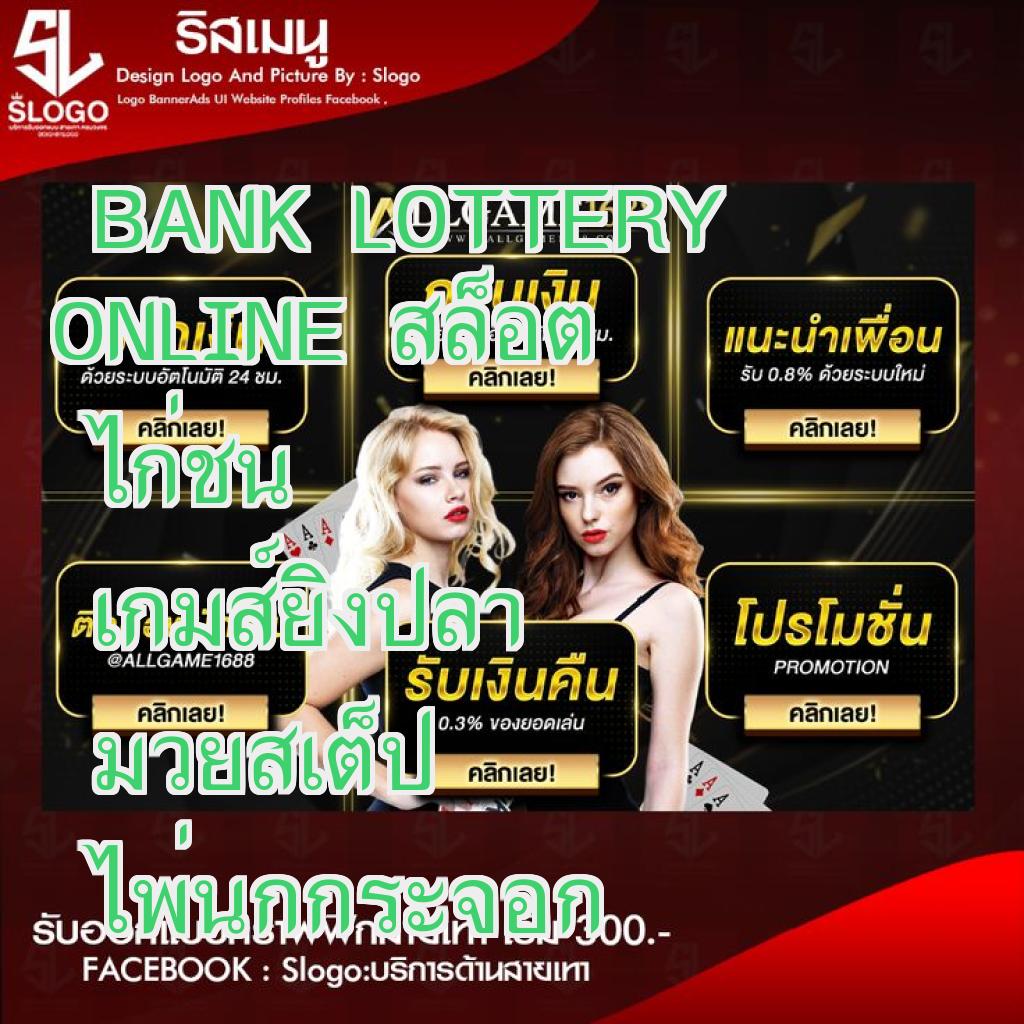 SL
SLOGO
ริสเมนู
Design Logo And Picture By : Slogo
Logo BannerAds UI Website Profiles Facebook .
BANK LOTTERY
ONLINE สล็อต
ไก่ชน
เกมส์ยิงปลา
มวยสเต็ป
ไพ่นกกระจอก
ด้วยระบบอัตโนมัติ 24 ชม.
คลิกเลย!
คลิกเลย!
แนะนำเพื่อน
รับ 0.8% ด้วยระบบใหม่
คลิกเลย!
@ALLGAME1688
คลิกเลย!
รับเงินคืน
0.3% ของยอดเล่น
คลิกเลย!
โปรโมชั่น
PROMOTION
คลิกเลย!
300.-
FACEBOOK : Slogo:บริการด้านสายเทา